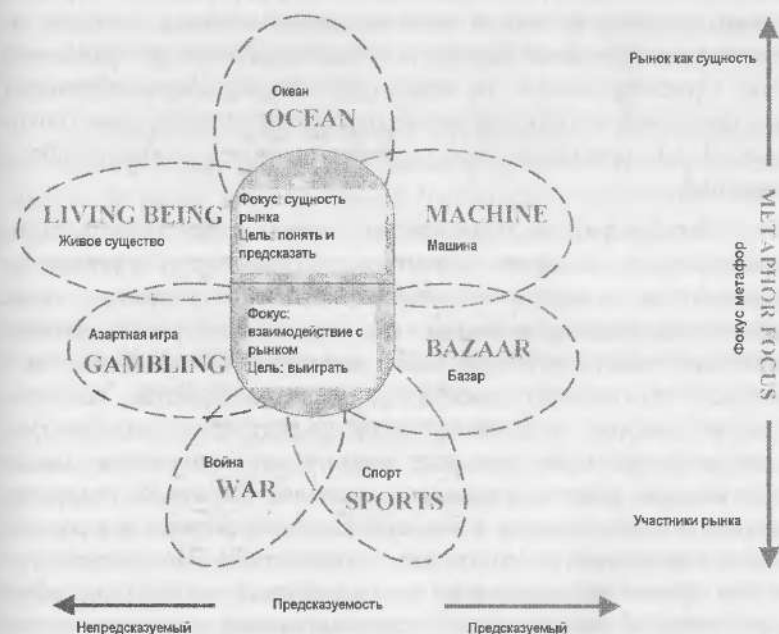 Рынок как сущность
Океан
OCEAN
Фокус: сущность
рынка
Цель: понять и
предсказать
LIVING BEING
Живое существо
MACHINE
Машина
Фокус:
взаимодействие с
рынком
Цель: выиграть
Азартная игра
GAMBLING
BAZAAR
Базар
Война
WAR
Спорт
SPORTS
Фокус метафор
METAPHOR FOCUS
Участники рынка
Предсказуемость
Непредсказуемый
Предсказуемый